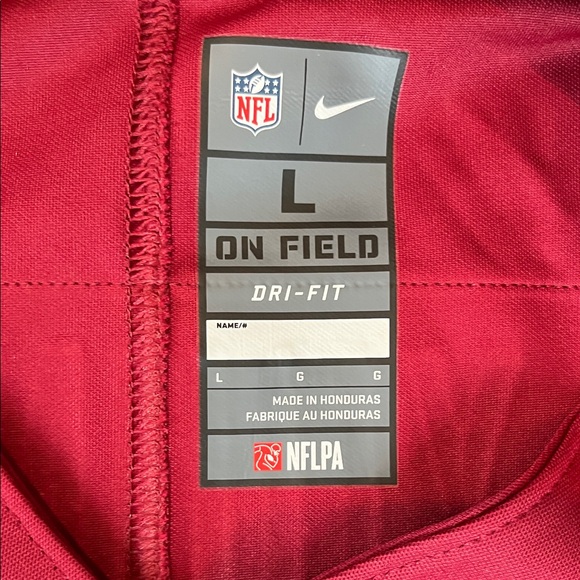 NFL
L
ON FIELD
DRI-FIT
NAME/#
L G G
MADE IN HONDURAS
FABRIQUE AU HONDURAS
NFLPA